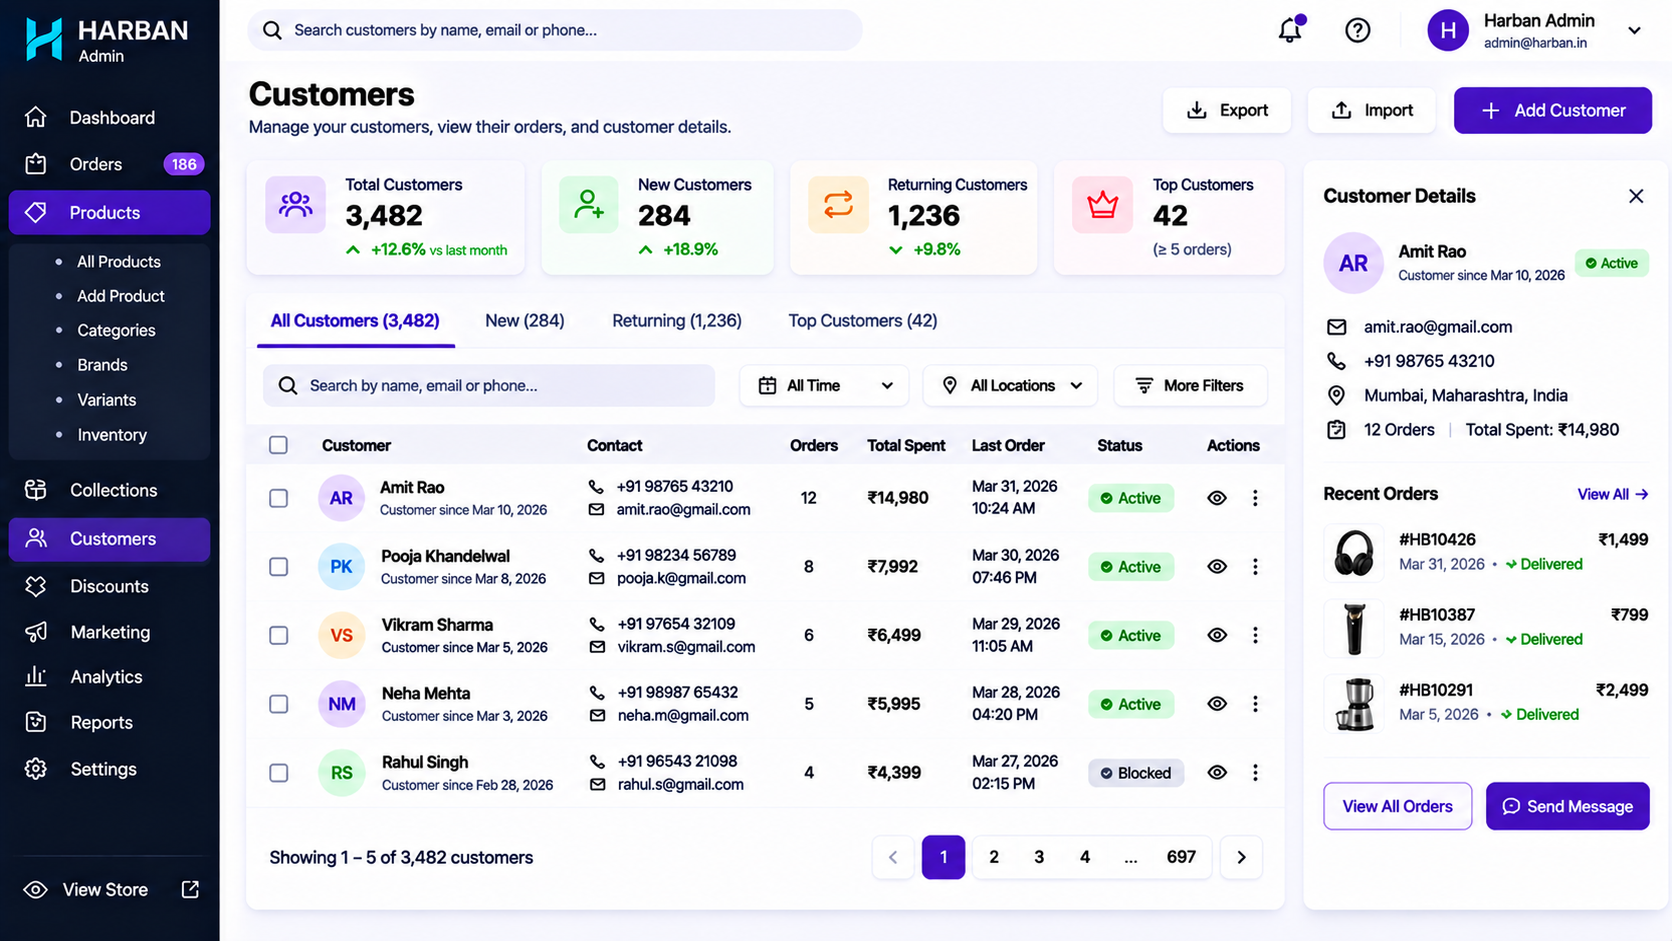 HARBAN
Admin
Search customers by name, email or phone...
H
Harban Admin
admin@harban.in
Dashboard
Orders 186
Products
All Products
Add Product
Categories
Brands
Variants
Inventory
Collections
Customers
Discounts
Marketing
Analytics
Reports
Settings
View Store
Customers
Manage your customers, view their orders, and customer details.
Export
Import
Add Customer
Total Customers
3,482
+12.6% vs last month
New Customers
284
+18.9%
Returning Customers
1,236
+9.8%
Top Customers
42
(≥ 5 orders)
All Customers (3,482) New (284) Returning (1,236) Top Customers (42)
Search by name, email or phone...
All Time
All Locations
More Filters
Customer Contact Orders Total Spent Last Order Status Actions
AR
Amit Rao
Customer since Mar 10, 2026
+91 98765 43210
amit.rao@gmail.com
12
₹14,980
Mar 31, 2026
10:24 AM
Active
PK
Pooja Khandelwal
Customer since Mar 8, 2026
+91 98234 56789
pooja.k@gmail.com
8
₹7,992
Mar 30, 2026
07:46 PM
Active
VS
Vikram Sharma
Customer since Mar 5, 2026
+91 97654 32109
vikram.s@gmail.com
6
₹6,499
Mar 29, 2026
11:05 AM
Active
NM
Neha Mehta
Customer since Mar 3, 2026
+91 98987 65432
neha.m@gmail.com
5
₹5,995
Mar 28, 2026
04:20 PM
Active
RS
Rahul Singh
Customer since Feb 28, 2026
+91 96543 21098
rahul.s@gmail.com
4
₹4,399
Mar 27, 2026
02:15 PM
Blocked
Showing 1 – 5 of 3,482 customers
1 2 3 4 ... 697
Customer Details
AR
Amit Rao
Customer since Mar 10, 2026
Active
amit.rao@gmail.com
+91 98765 43210
Mumbai, Maharashtra, India
12 Orders | Total Spent: ₹14,980
Recent Orders View All →
#HB10426 ₹1,499
Mar 31, 2026 • Delivered
#HB10387 ₹799
Mar 15, 2026 • Delivered
#HB10291 ₹2,499
Mar 5, 2026 • Delivered
View All Orders
Send Message